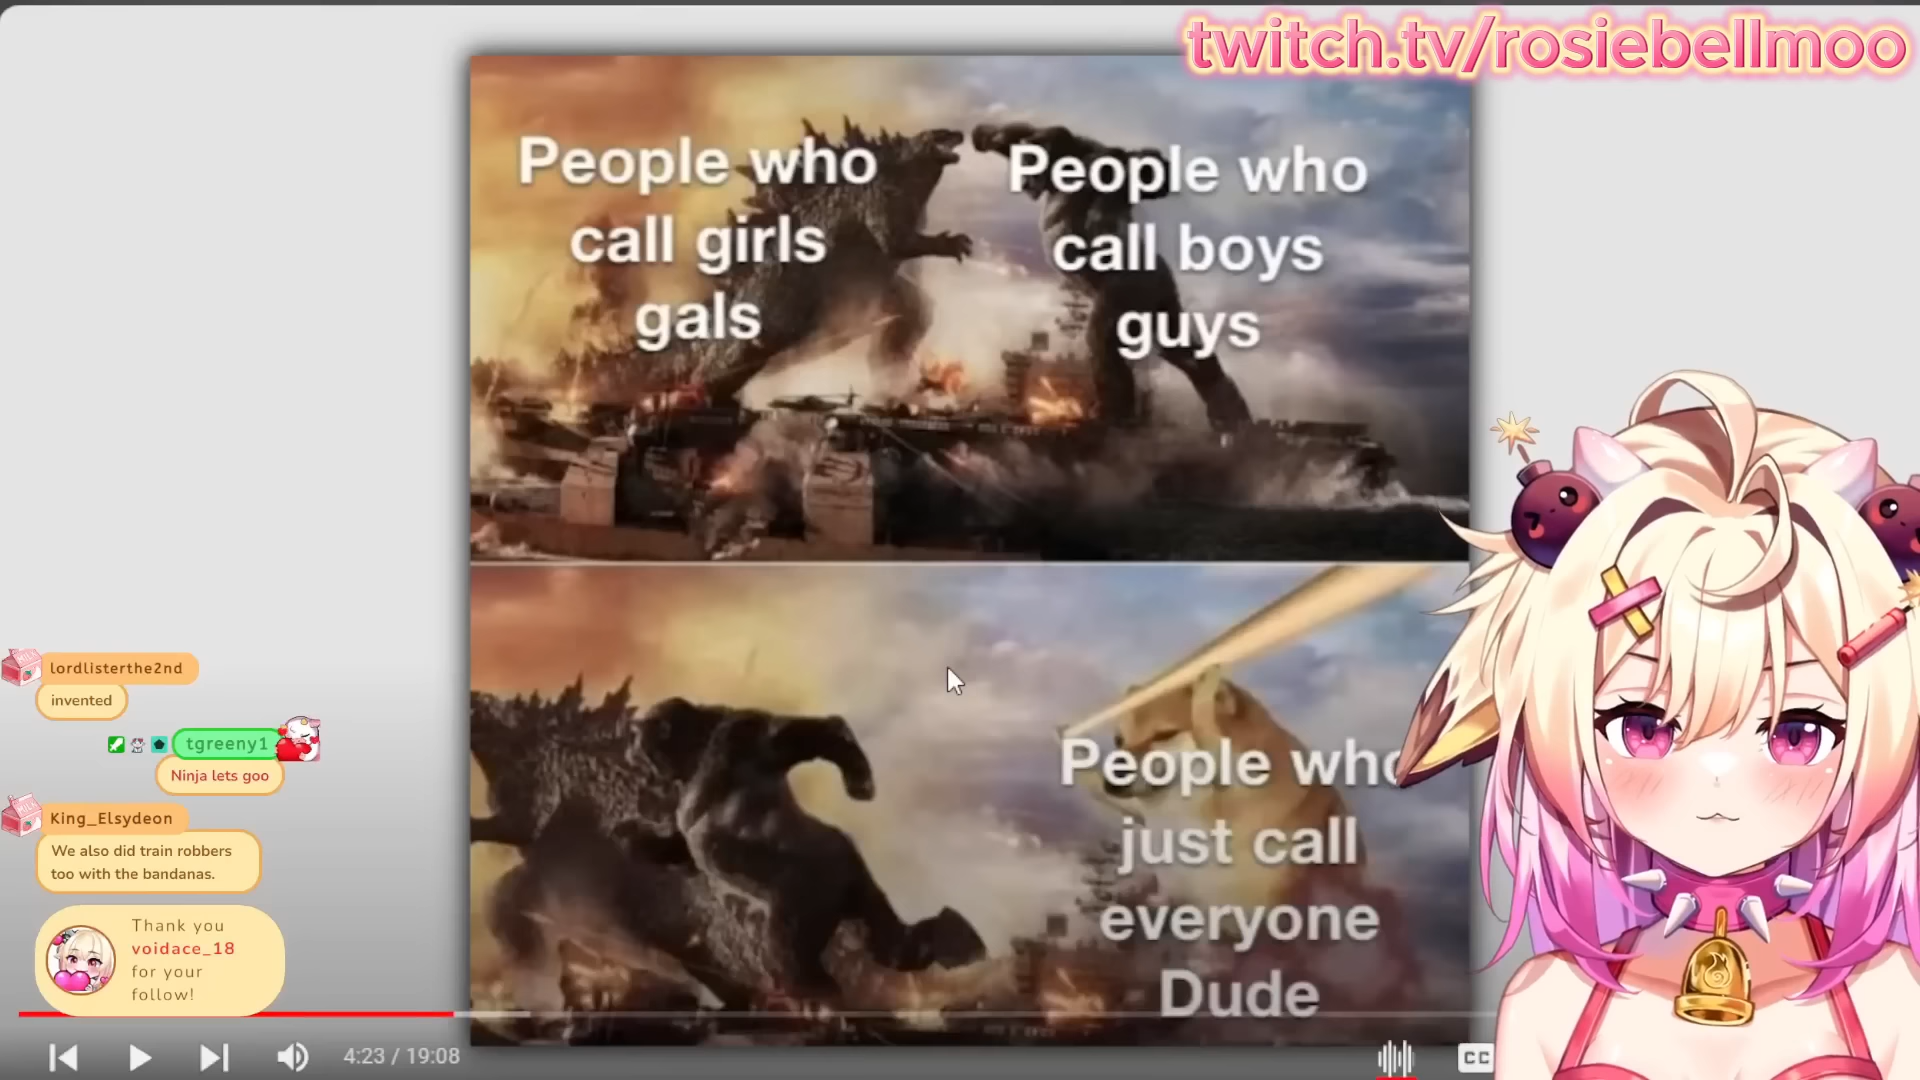 twitch.tv/rosiebellmoo
People who
call girls
gals
People who
call boys
guys
People who
just call
everyone
Dude
lordlisterthe2nd
invented
tgreeny1
Ninja lets goo
King_Elsydeon
We also did train robbers
too with the bandanas.
Thank you
voidace_18
for your
follow!
4:23 / 19:08
CC